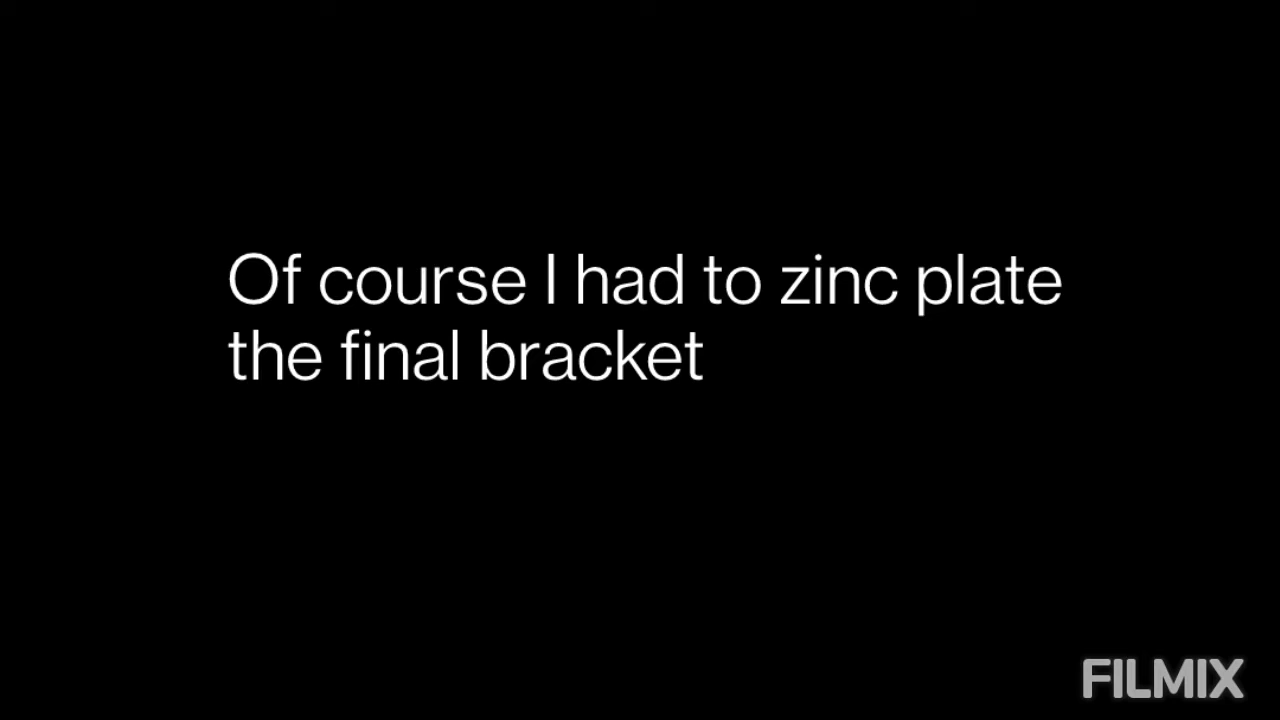 Of course I had to zinc plate
the final bracket
FILMIX